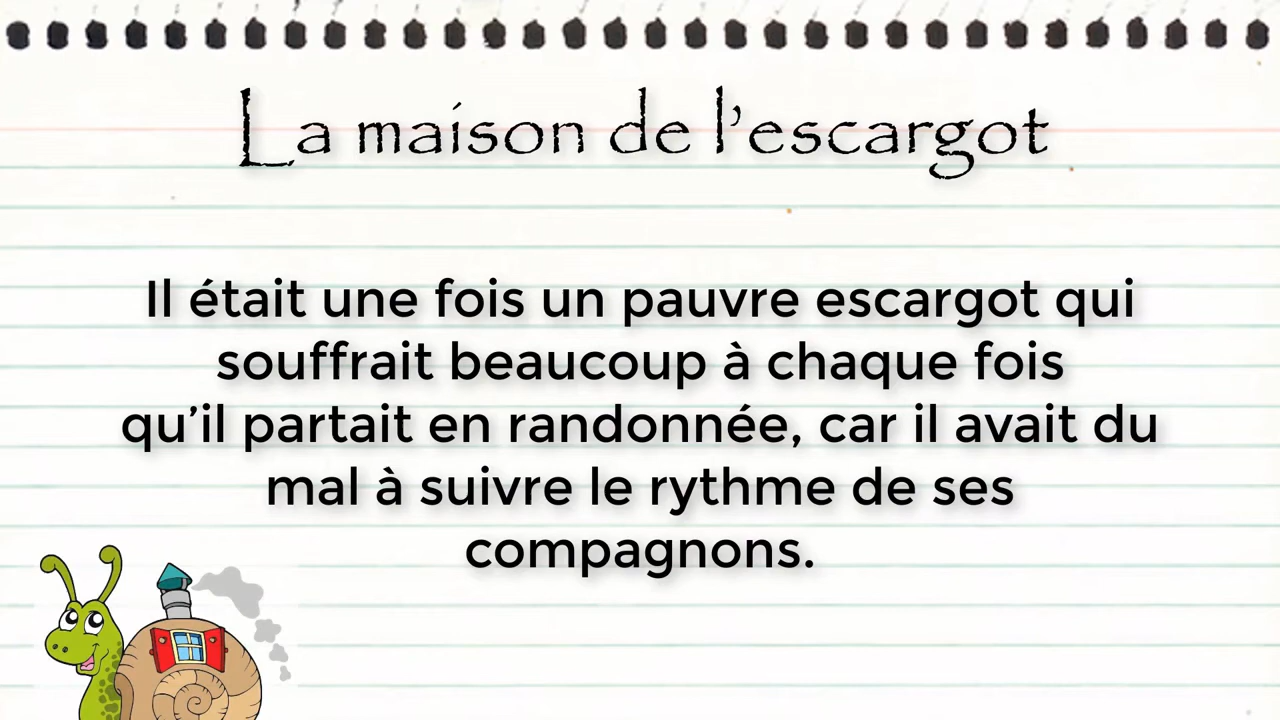 La maison de l’escargot
Il était une fois un pauvre escargot qui
souffrait beaucoup à chaque fois
qu’il partait en randonnée, car il avait du
mal à suivre le rythme de ses
compagnons.